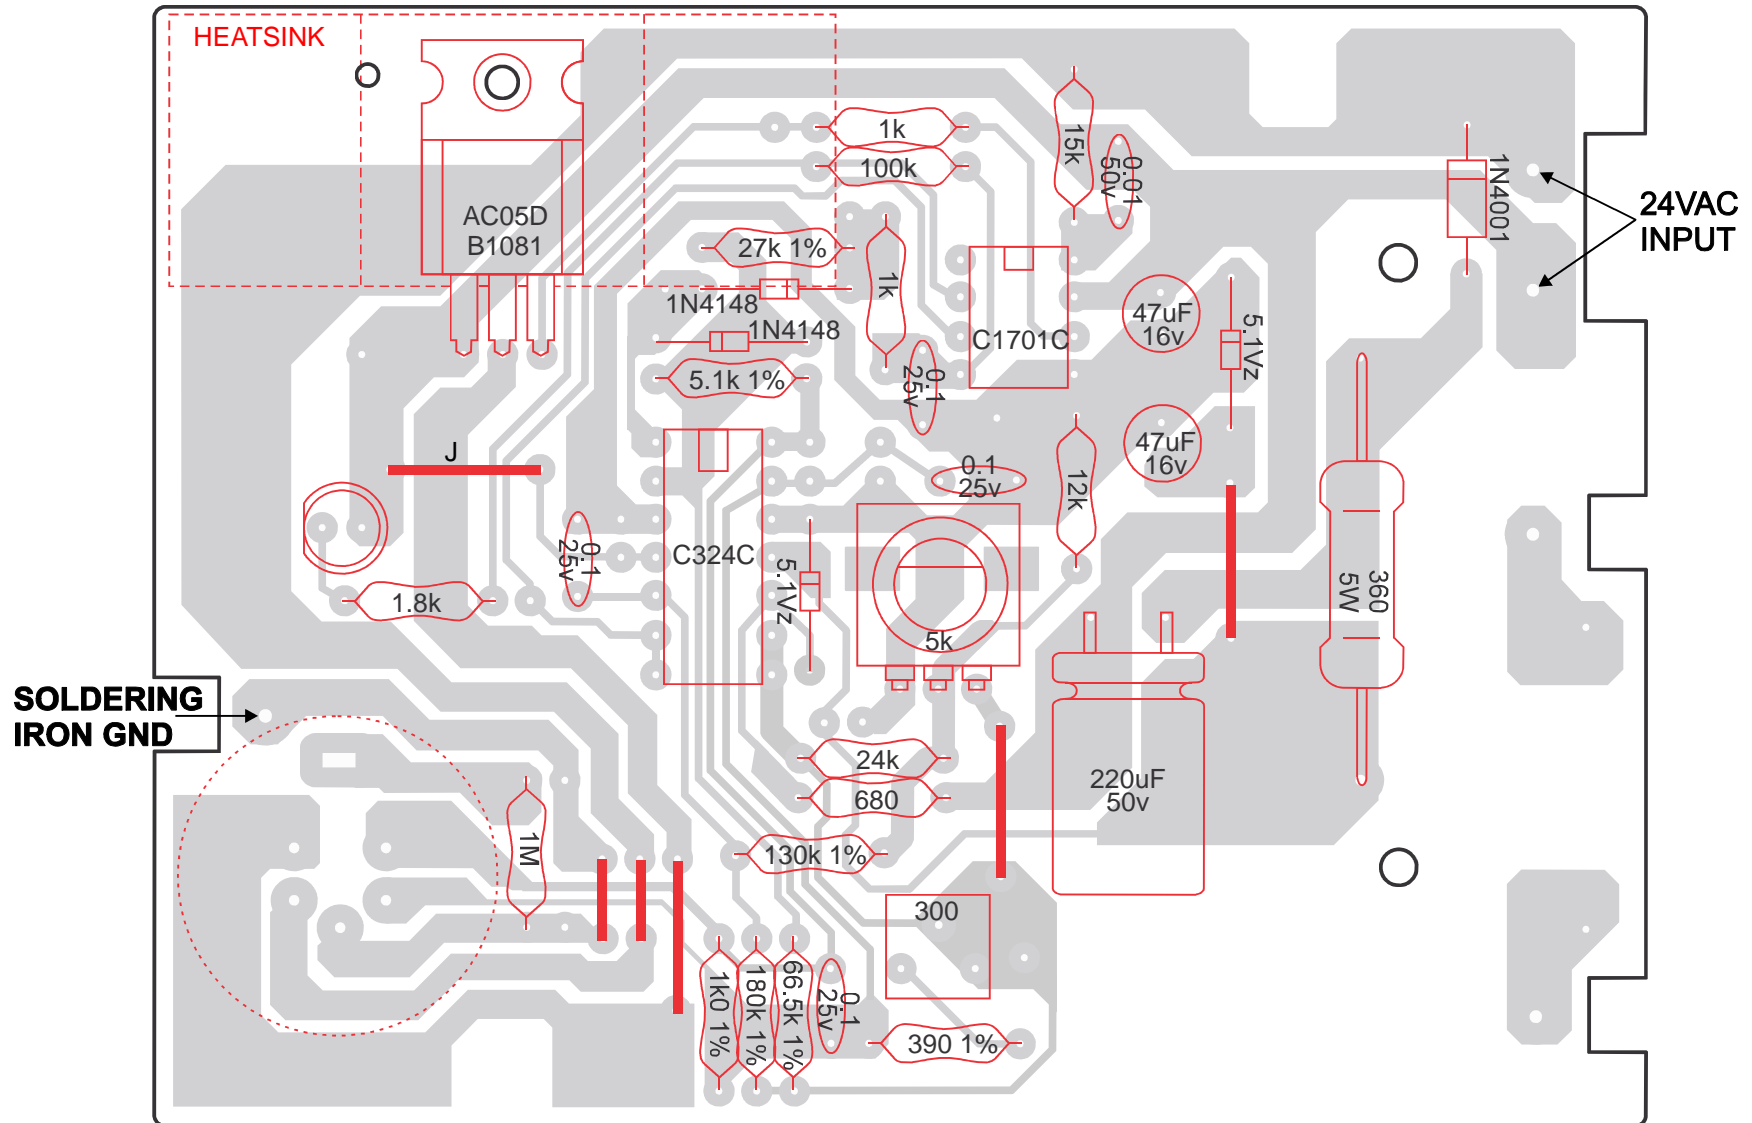 HEATSINK
AC05D
B1081
1k
100k
15k
0.01
50v
1N4001
24VAC
INPUT
27k 1%
1N4148
1N4148
1k
C1701C
47uF
16v
5.1Vz
5.1k 1%
0.1
25v
J
47uF
16v
0.1
25v
12k
C324C
0.1
25v
5.1Vz
1.8k
5k
360
5W
SOLDERING
IRON GND
24k
680
220uF
50v
1M
130k 1%
300
1k0 1%
180k 1%
66.5k 1%
0.1
25v
390 1%